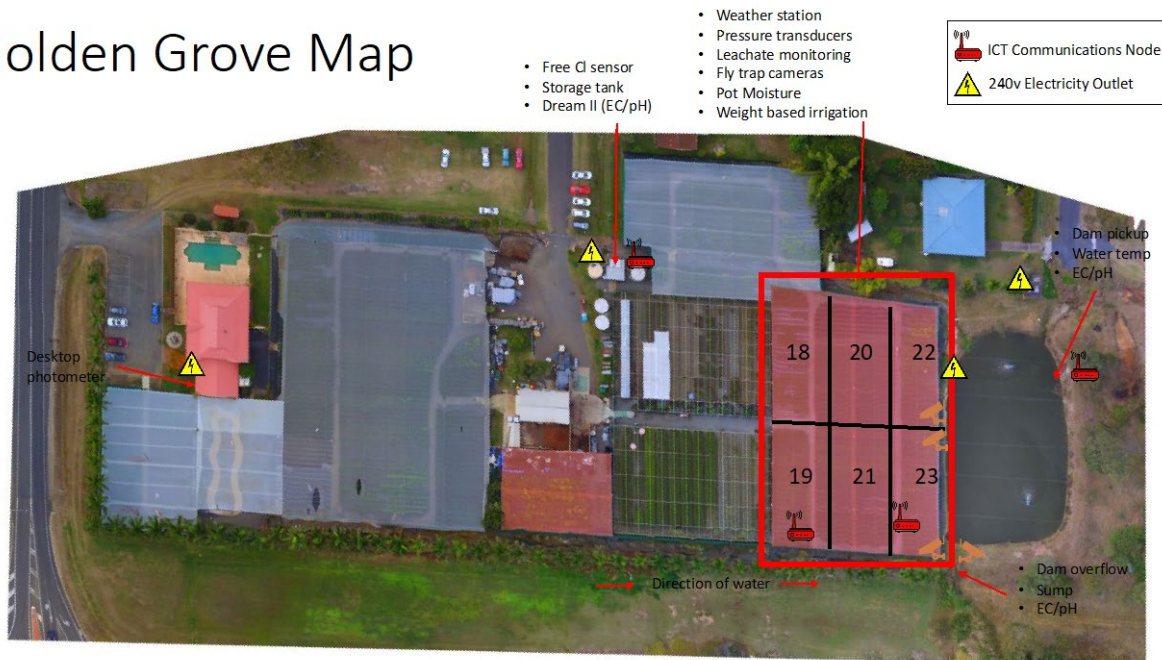 olden Grove Map
• Weather station
• Pressure transducers
• Leachate monitoring
• Fly trap cameras
• Pot Moisture
• Weight based irrigation
• Free Cl sensor
• Storage tank
• Dream II (EC/pH)
ICT Communications Node
240v Electricity Outlet
• Dam pickup
• Water temp
• EC/pH
Desktop
photometer
18 20 22
19 21 23
Direction of water
• Dam overflow
• Sump
• EC/pH